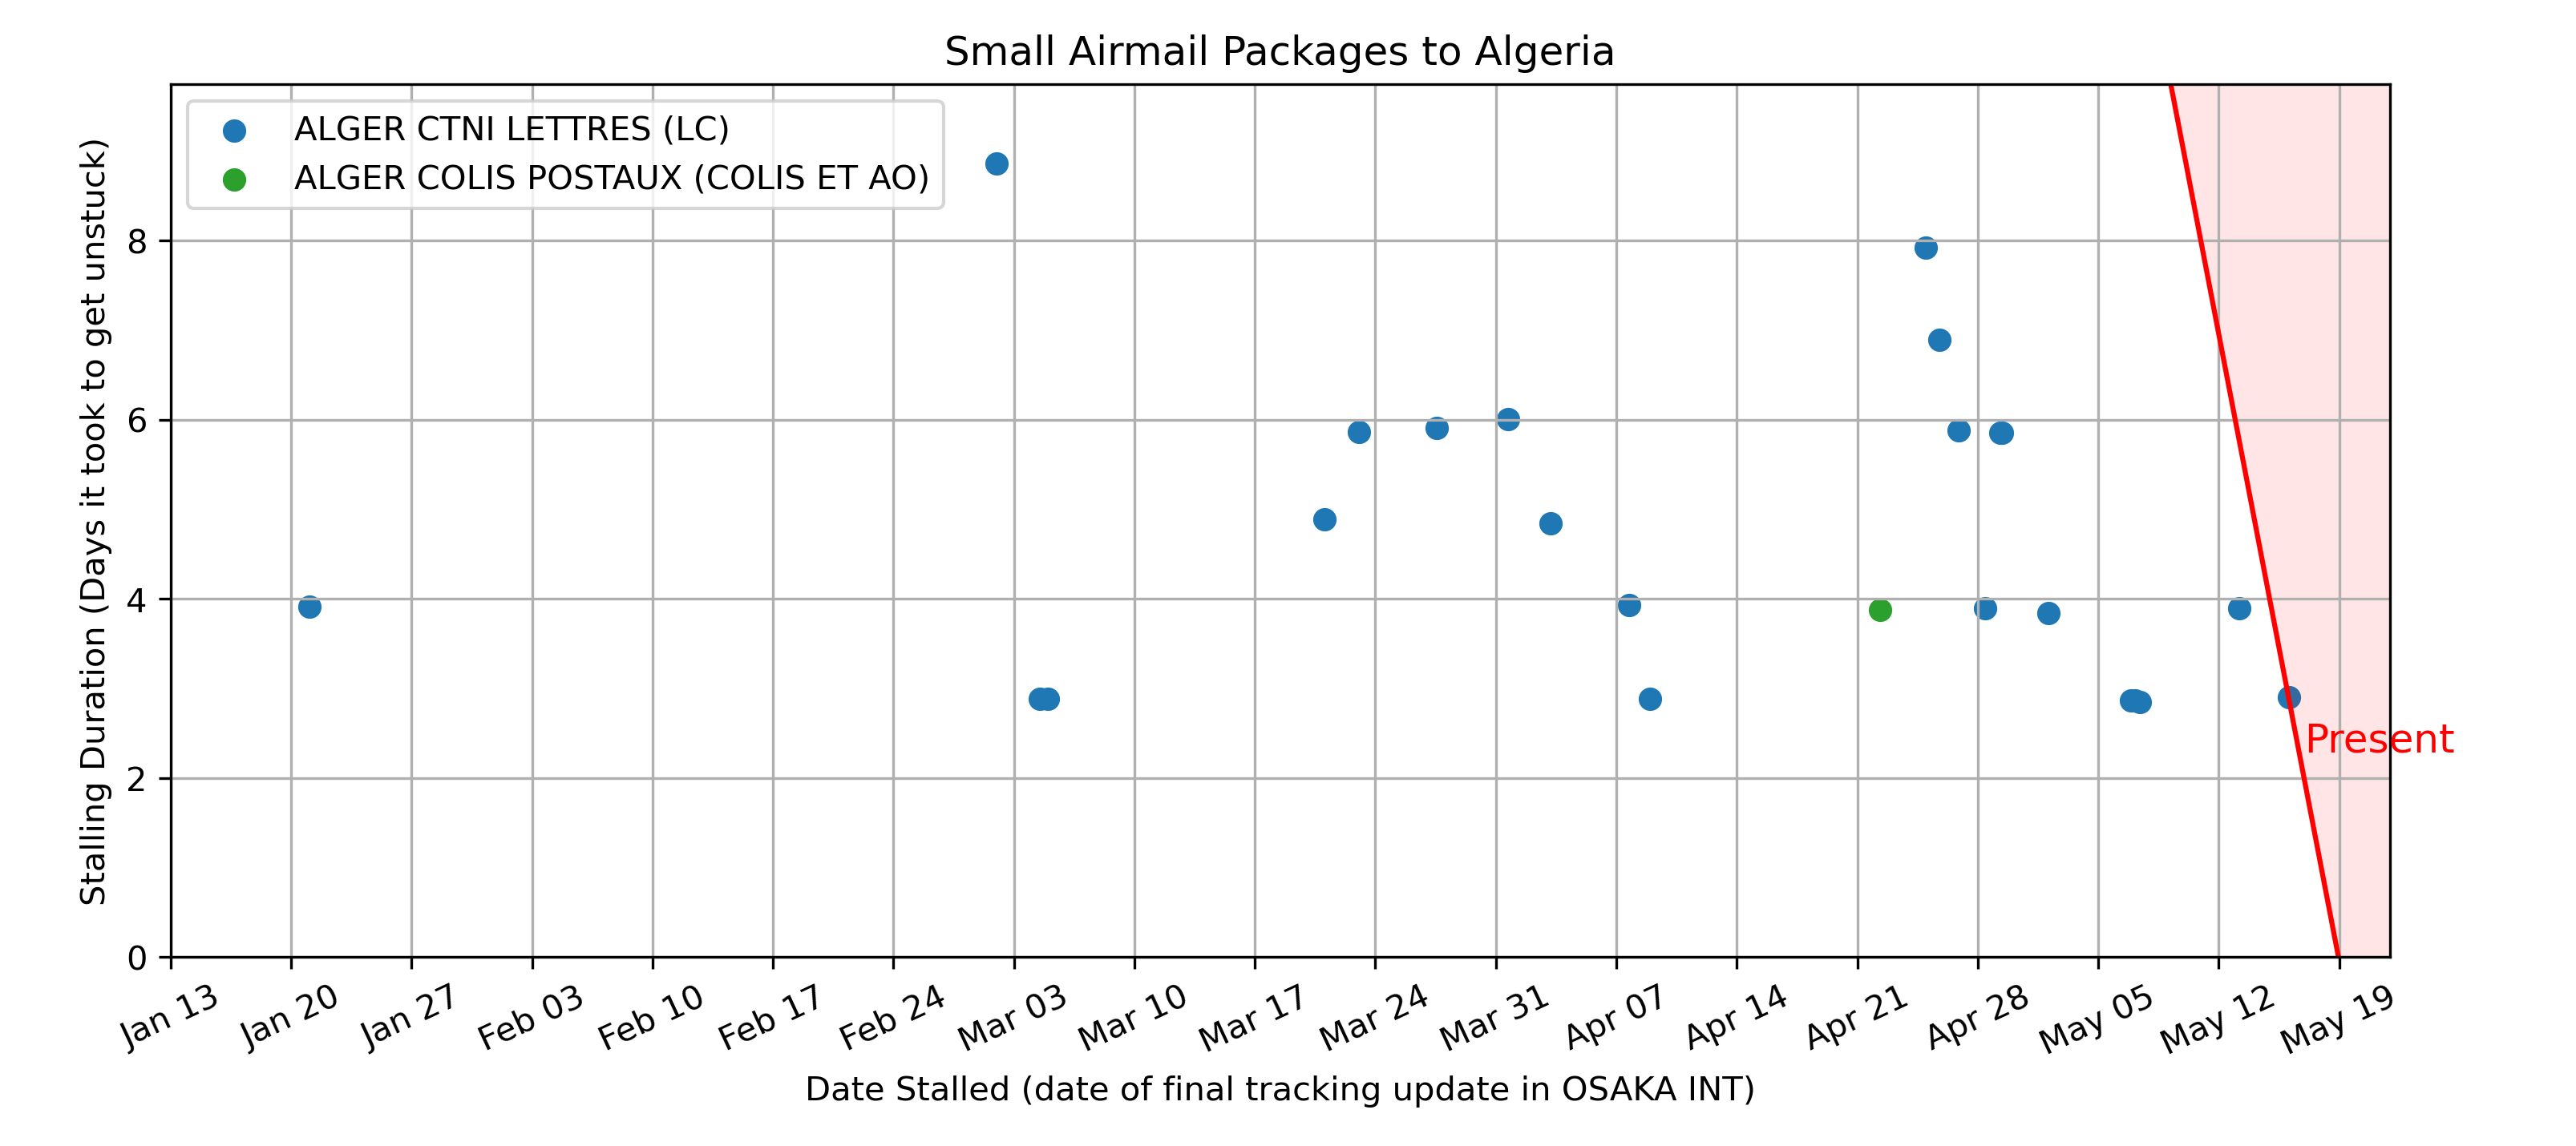 Small Airmail Packages to Algeria
ALGER CTNI LETTRES (LC)
ALGER COLIS POSTAUX (COLIS ET AO)
Stalling Duration (Days it took to get unstuck)
8
6
4
2
0
Present
Jan 13
Jan 20
Jan 27
Feb 03
Feb 10
Feb 17
Feb 24
Mar 03
Mar 10
Mar 17
Mar 24
Mar 31
Apr 07
Apr 14
Apr 21
Apr 28
May 05
May 12
May 19
Date Stalled (date of final tracking update in OSAKA INT)